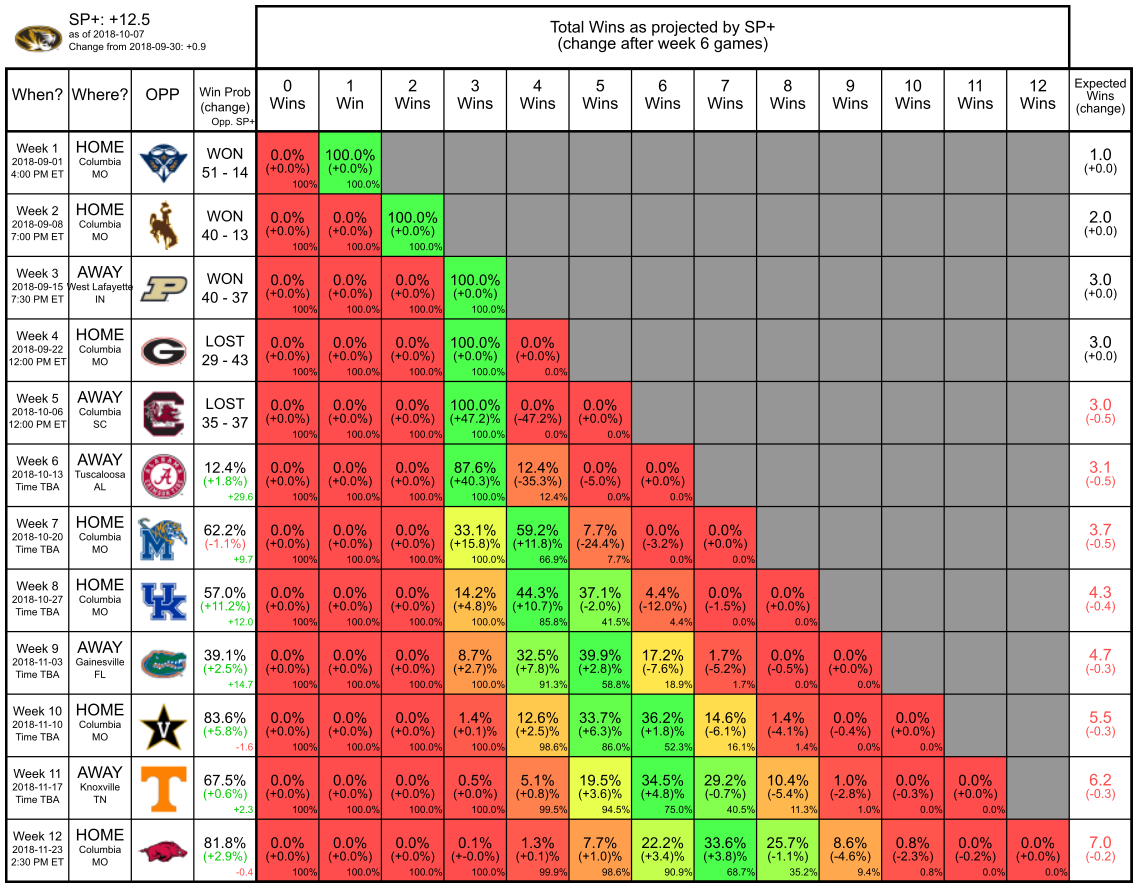 SP+: +12.5
as of 2018-10-07
Change from 2018-09-30: +0.9
Total Wins as projected by SP+
(change after week 6 games)
When? Where? OPP Win Prob (change) Opp. SP+ 0 Wins 1 Win 2 Wins 3 Wins 4 Wins 5 Wins 6 Wins 7 Wins 8 Wins 9 Wins 10 Wins 11 Wins 12 Wins Expected Wins (change)
Week 1 HOME WON 0.0% 100.0% 1.0
2018-09-01 Columbia 51 - 14 (+0.0%) (+0.0%) (+0.0)
4:00 PM ET MO 100% 100.0%
Week 2 HOME WON 0.0% 0.0% 100.0% 2.0
2018-09-08 Columbia 40 - 13 (+0.0%) (+0.0%) (+0.0%) (+0.0)
7:00 PM ET MO 100% 100.0% 100.0%
Week 3 AWAY WON 0.0% 0.0% 0.0% 100.0% 3.0
2018-09-15 West Lafayette P 40 - 37 (+0.0%) (+0.0%) (+0.0%) (+0.0%) (+0.0)
7:30 PM ET IN 100% 100.0% 100.0% 100.0%
Week 4 HOME LOST 0.0% 0.0% 0.0% 100.0% 0.0% 3.0
2018-09-22 Columbia G 29 - 43 (+0.0%) (+0.0%) (+0.0%) (+0.0%) (+0.0%) (+0.0)
12:00 PM ET MO 100% 100.0% 100.0% 100.0% 0.0%
Week 5 AWAY LOST 0.0% 0.0% 0.0% 100.0% 0.0% 0.0% 3.0
2018-10-06 Columbia C 35 - 37 (+0.0%) (+0.0%) (+0.0%) (+47.2)% (-47.2%) (+0.0%) (-0.5)
12:00 PM ET SC 100% 100.0% 100.0% 100.0% 0.0% 0.0%
Week 6 AWAY ALABAMA A CRIMSON TIDE 12.4% 0.0% 0.0% 0.0% 87.6% 12.4% 0.0% 0.0% 3.1
2018-10-13 Tuscaloosa (+1.8%) (+0.0%) (+0.0%) (+0.0%) (+40.3)% (-35.3%) (-5.0%) (+0.0%) (-0.5)
Time TBA AL +29.6 100% 100.0% 100.0% 100.0% 12.4% 0.0% 0.0%
Week 7 HOME M 62.2% 0.0% 0.0% 0.0% 33.1% 59.2% 7.7% 0.0% 0.0% 3.7
2018-10-20 Columbia (-1.1%) (+0.0%) (+0.0%) (+0.0%) (+15.8)% (+11.8)% (-24.4%) (-3.2%) (+0.0%) (-0.5)
Time TBA MO +9.7 100% 100.0% 100.0% 100.0% 66.9% 7.7% 0.0% 0.0%
Week 8 HOME UK 57.0% 0.0% 0.0% 0.0% 14.2% 44.3% 37.1% 4.4% 0.0% 0.0% 4.3
2018-10-27 Columbia (+11.2%) (+0.0%) (+0.0%) (+0.0%) (+4.8)% (+10.7)% (-2.0%) (-12.0%) (-1.5%) (+0.0%) (-0.4)
Time TBA MO +12.0 100% 100.0% 100.0% 100.0% 85.8% 41.5% 4.4% 0.0% 0.0%
Week 9 AWAY 39.1% 0.0% 0.0% 0.0% 8.7% 32.5% 39.9% 17.2% 1.7% 0.0% 0.0% 4.7
2018-11-03 Gainesville (+2.5%) (+0.0%) (+0.0%) (+0.0%) (+2.7)% (+7.8)% (+2.8)% (-7.6%) (-5.2%) (-0.5%) (+0.0%) (-0.3)
Time TBA FL +14.7 100% 100.0% 100.0% 100.0% 91.3% 58.8% 18.9% 1.7% 0.0% 0.0%
Week 10 HOME V 83.6% 0.0% 0.0% 0.0% 1.4% 12.6% 33.7% 36.2% 14.6% 1.4% 0.0% 0.0% 5.5
2018-11-10 Columbia (+5.8%) (+0.0%) (+0.0%) (+0.0%) (+0.1)% (+2.5)% (+6.3)% (+1.8)% (-6.1%) (-4.1%) (-0.4%) (+0.0%) (-0.3)
Time TBA MO -1.6 100% 100.0% 100.0% 100.0% 98.6% 86.0% 52.3% 16.1% 1.4% 0.0% 0.0%
Week 11 AWAY T 67.5% 0.0% 0.0% 0.0% 0.5% 5.1% 19.5% 34.5% 29.2% 10.4% 1.0% 0.0% 0.0% 6.2
2018-11-17 Knoxville (+0.6%) (+0.0%) (+0.0%) (+0.0%) (+0.0%) (+0.8)% (+3.6)% (+4.8)% (-0.7%) (-5.4%) (-2.8%) (-0.3%) (+0.0%) (-0.3)
Time TBA TN +2.3 100% 100.0% 100.0% 100.0% 99.5% 94.5% 75.0% 40.5% 11.3% 1.0% 0.0% 0.0%
Week 12 HOME 81.8% 0.0% 0.0% 0.0% 0.1% 1.3% 7.7% 22.2% 33.6% 25.7% 8.6% 0.8% 0.0% 0.0% 7.0
2018-11-23 Columbia (+2.9%) (+0.0%) (+0.0%) (+0.0%) (+-0.0%) (+0.1)% (+1.0)% (+3.4)% (+3.8)% (-1.1%) (-4.6%) (-2.3%) (-0.2%) (+0.0%) (-0.2)
2:30 PM ET MO -0.4 100% 100.0% 100.0% 100.0% 99.9% 98.6% 90.9% 68.7% 35.2% 9.4% 0.8% 0.0% 0.0%